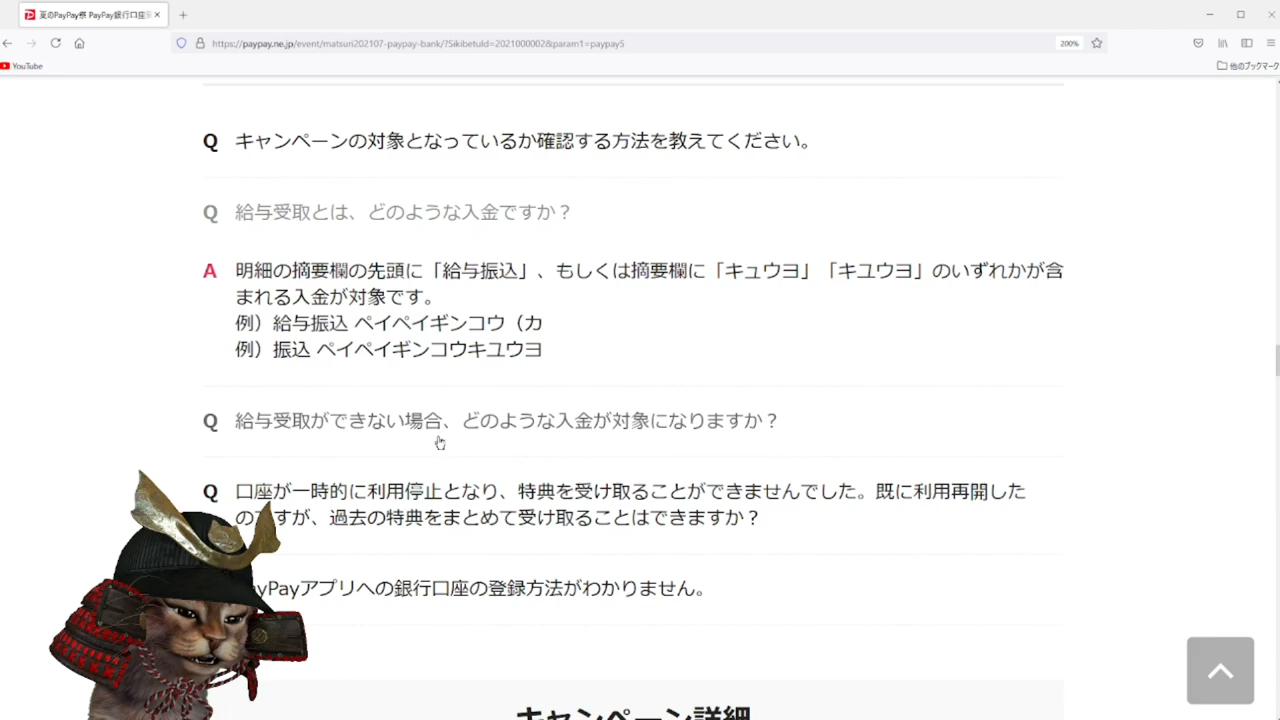 夏のPayPay祭 PayPay銀行口座
https://paypay.ne.jp/event/matsuri202107-paypay-bank/?SikibetuId=2021000002&param1=paypay5
200%
YouTube
他のブックマーク
Q キャンペーンの対象となっているか確認する方法を教えてください。
Q 給与受取とは、どのような入金ですか？
A 明細の摘要欄の先頭に「給与振込」、もしくは摘要欄に「キュウヨ」「キユウヨ」のいずれかが含
まれる入金が対象です。
例）給与振込 ペイペイギンコウ（カ
例）振込 ペイペイギンコウキユウヨ
Q 給与受取ができない場合、どのような入金が対象になりますか？
Q 口座が一時的に利用停止となり、特典を受け取ることができませんでした。既に利用再開した
のですが、過去の特典をまとめて受け取ることはできますか？
ayPayアプリへの銀行口座の登録方法がわかりません。
キャンペーン詳細